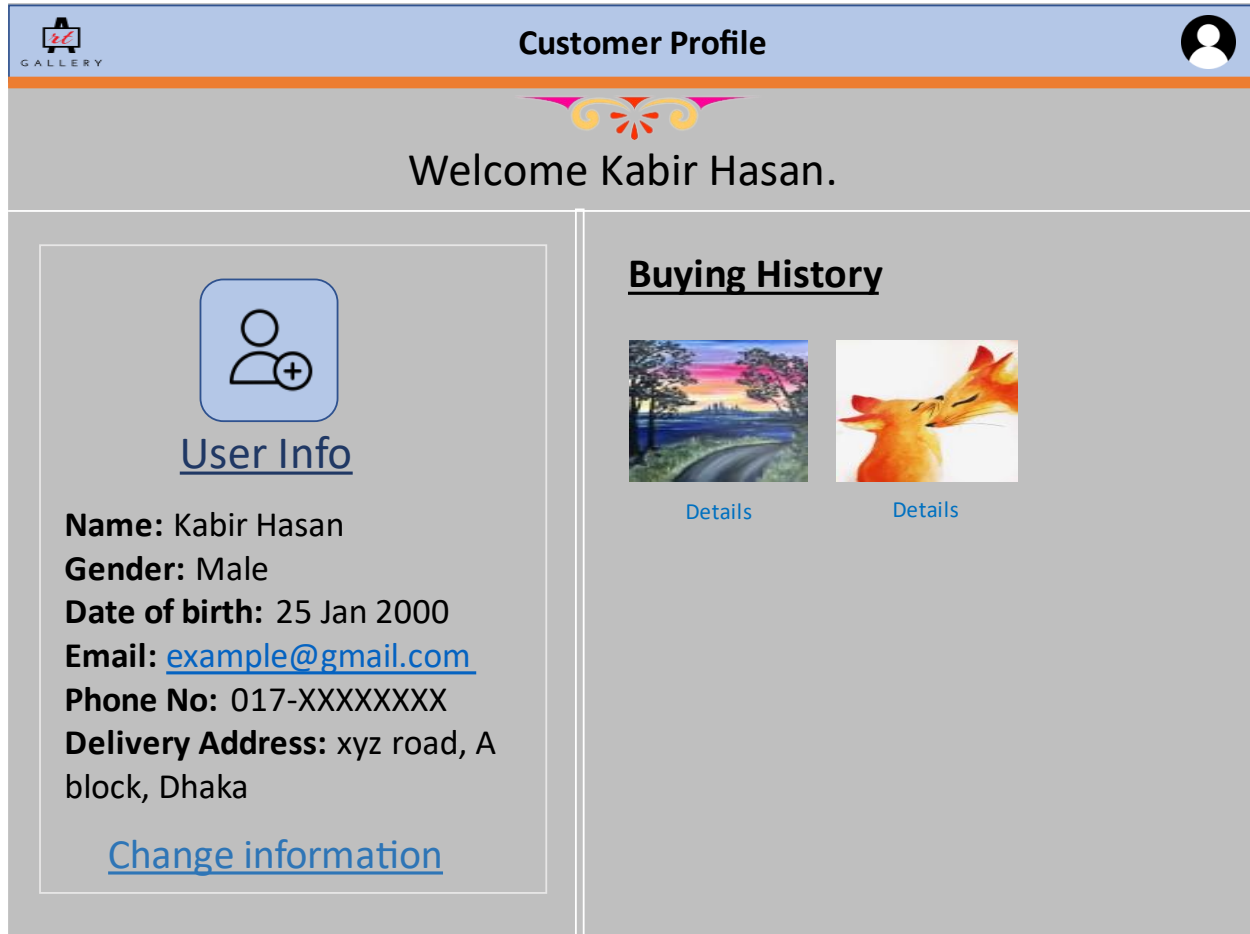 rt
GALLERY
Customer Profile
Welcome Kabir Hasan.
User Info
Name: Kabir Hasan
Gender: Male
Date of birth: 25 Jan 2000
Email: example@gmail.com
Phone No: 017-XXXXXXXX
Delivery Address: xyz road, A
block, Dhaka
Change information
Buying History
Details
Details